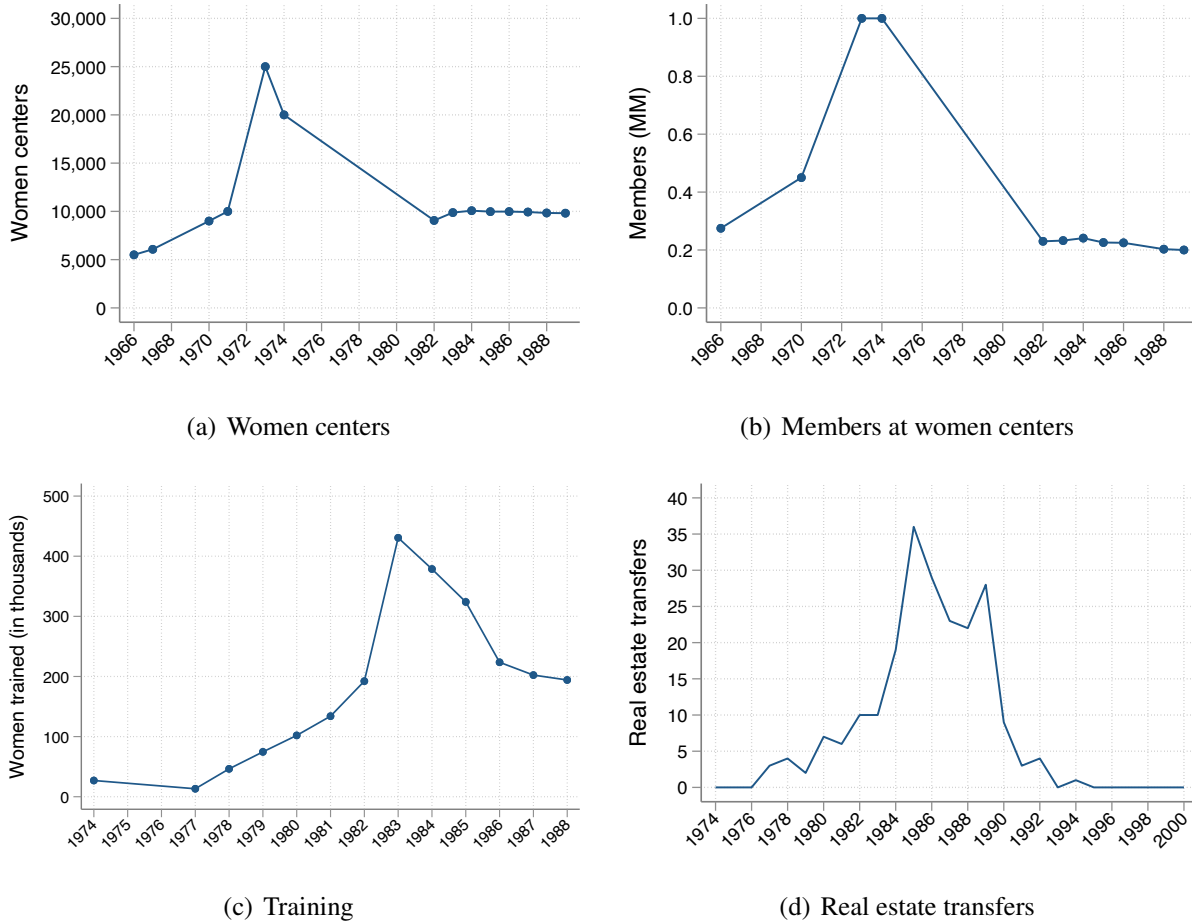 Women centers
30,000
25,000
20,000
15,000
10,000
5,000
0
1966 1968 1970 1972 1974 1976 1978 1980 1982 1984 1986 1988
(a) Women centers
Members (MM)
1.0
0.8
0.6
0.4
0.2
0.0
1966 1968 1970 1972 1974 1976 1978 1980 1982 1984 1986 1988
(b) Members at women centers
Women trained (in thousands)
500
400
300
200
100
0
1974 1975 1976 1977 1978 1979 1980 1981 1982 1983 1984 1985 1986 1987 1988
(c) Training
Real estate transfers
40
35
30
25
20
15
10
5
0
1974 1976 1978 1980 1982 1984 1986 1988 1990 1992 1994 1996 1998 2000
(d) Real estate transfers